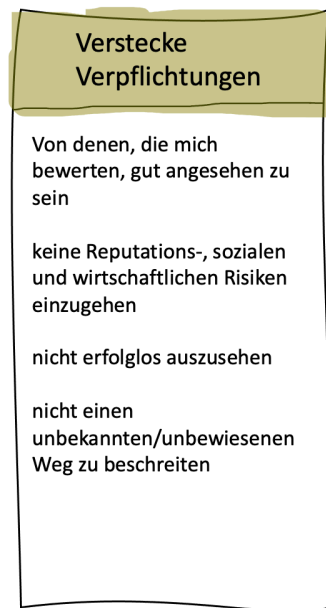 Verstecke
Verpflichtungen
Von denen, die mich
bewerten, gut angesehen zu
sein
keine Reputations-, sozialen
und wirtschaftlichen Risiken
einzugehen
nicht erfolglos auszusehen
nicht einen
unbekannten/unbewiesenen
Weg zu beschreiten